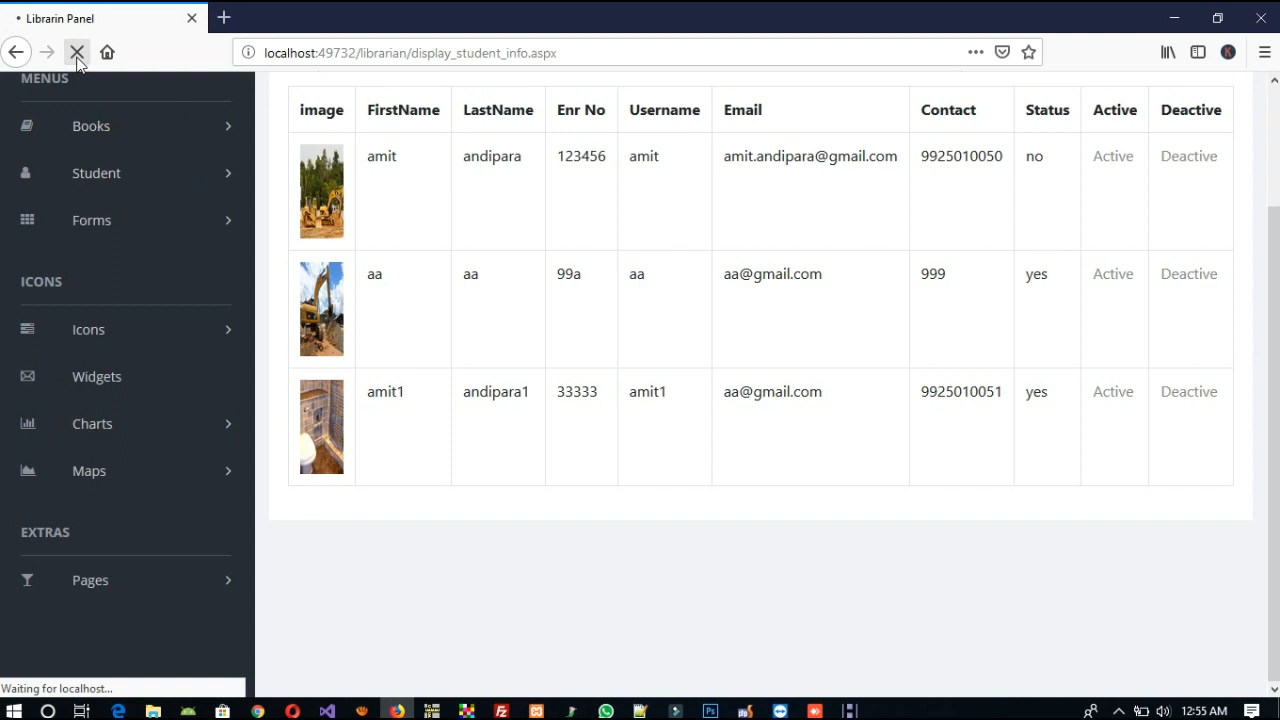 Librarin Panel
localhost:49732/librarian/display_student_info.aspx
K
MENUS
Books
Student
Forms
ICONS
Icons
Widgets
Charts
Maps
EXTRAS
Pages
image FirstName LastName Enr No Username Email Contact Status Active Deactive
amit andipara 123456 amit amit.andipara@gmail.com 9925010050 no Active Deactive
aa aa 99a aa aa@gmail.com 999 yes Active Deactive
amit1 andipara1 33333 amit1 aa@gmail.com 9925010051 yes Active Deactive
Waiting for localhost...
12:55 AM